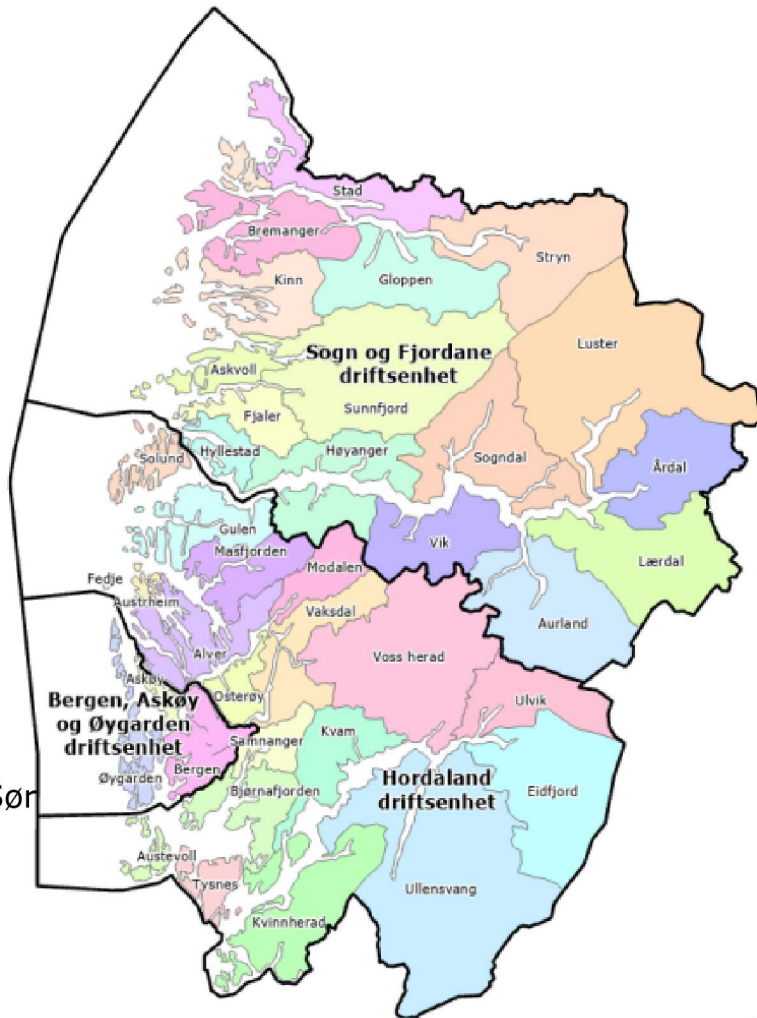 Stad
Bremanger
Stryn
Kinn
Gloppen
Luster
Sogn og Fjordane
driftsenhet
Askvoll
Sunnfjord
Fjaler
Hyllestad
Høyanger
Solund
Sogndal
Årdal
Gulen
Vik
Masfjorden
Lærdal
Modalen
Fedje
Austrheim
Vaksdal
Aurland
Alver
Voss herad
Askøy
Osterøy
Ulvik
Bergen, Askøy
og Øygarden
driftsenhet
Samnanger
Kvam
Øygarden
Bergen
Hordaland
driftsenhet
Bjørnafjorden
Eidfjord
Sør
Austevoll
Tysnes
Ullensvang
Kvinnherad